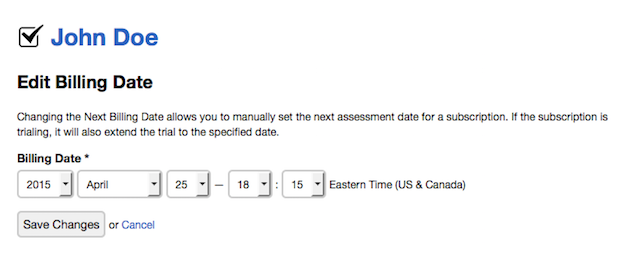 John Doe
Edit Billing Date
Changing the Next Billing Date allows you to manually set the next assessment date for a subscription. If the subscription is
trialing, it will also extend the trial to the specified date.
Billing Date *
2015 April 25 — 18 : 15 Eastern Time (US & Canada)
Save Changes or Cancel